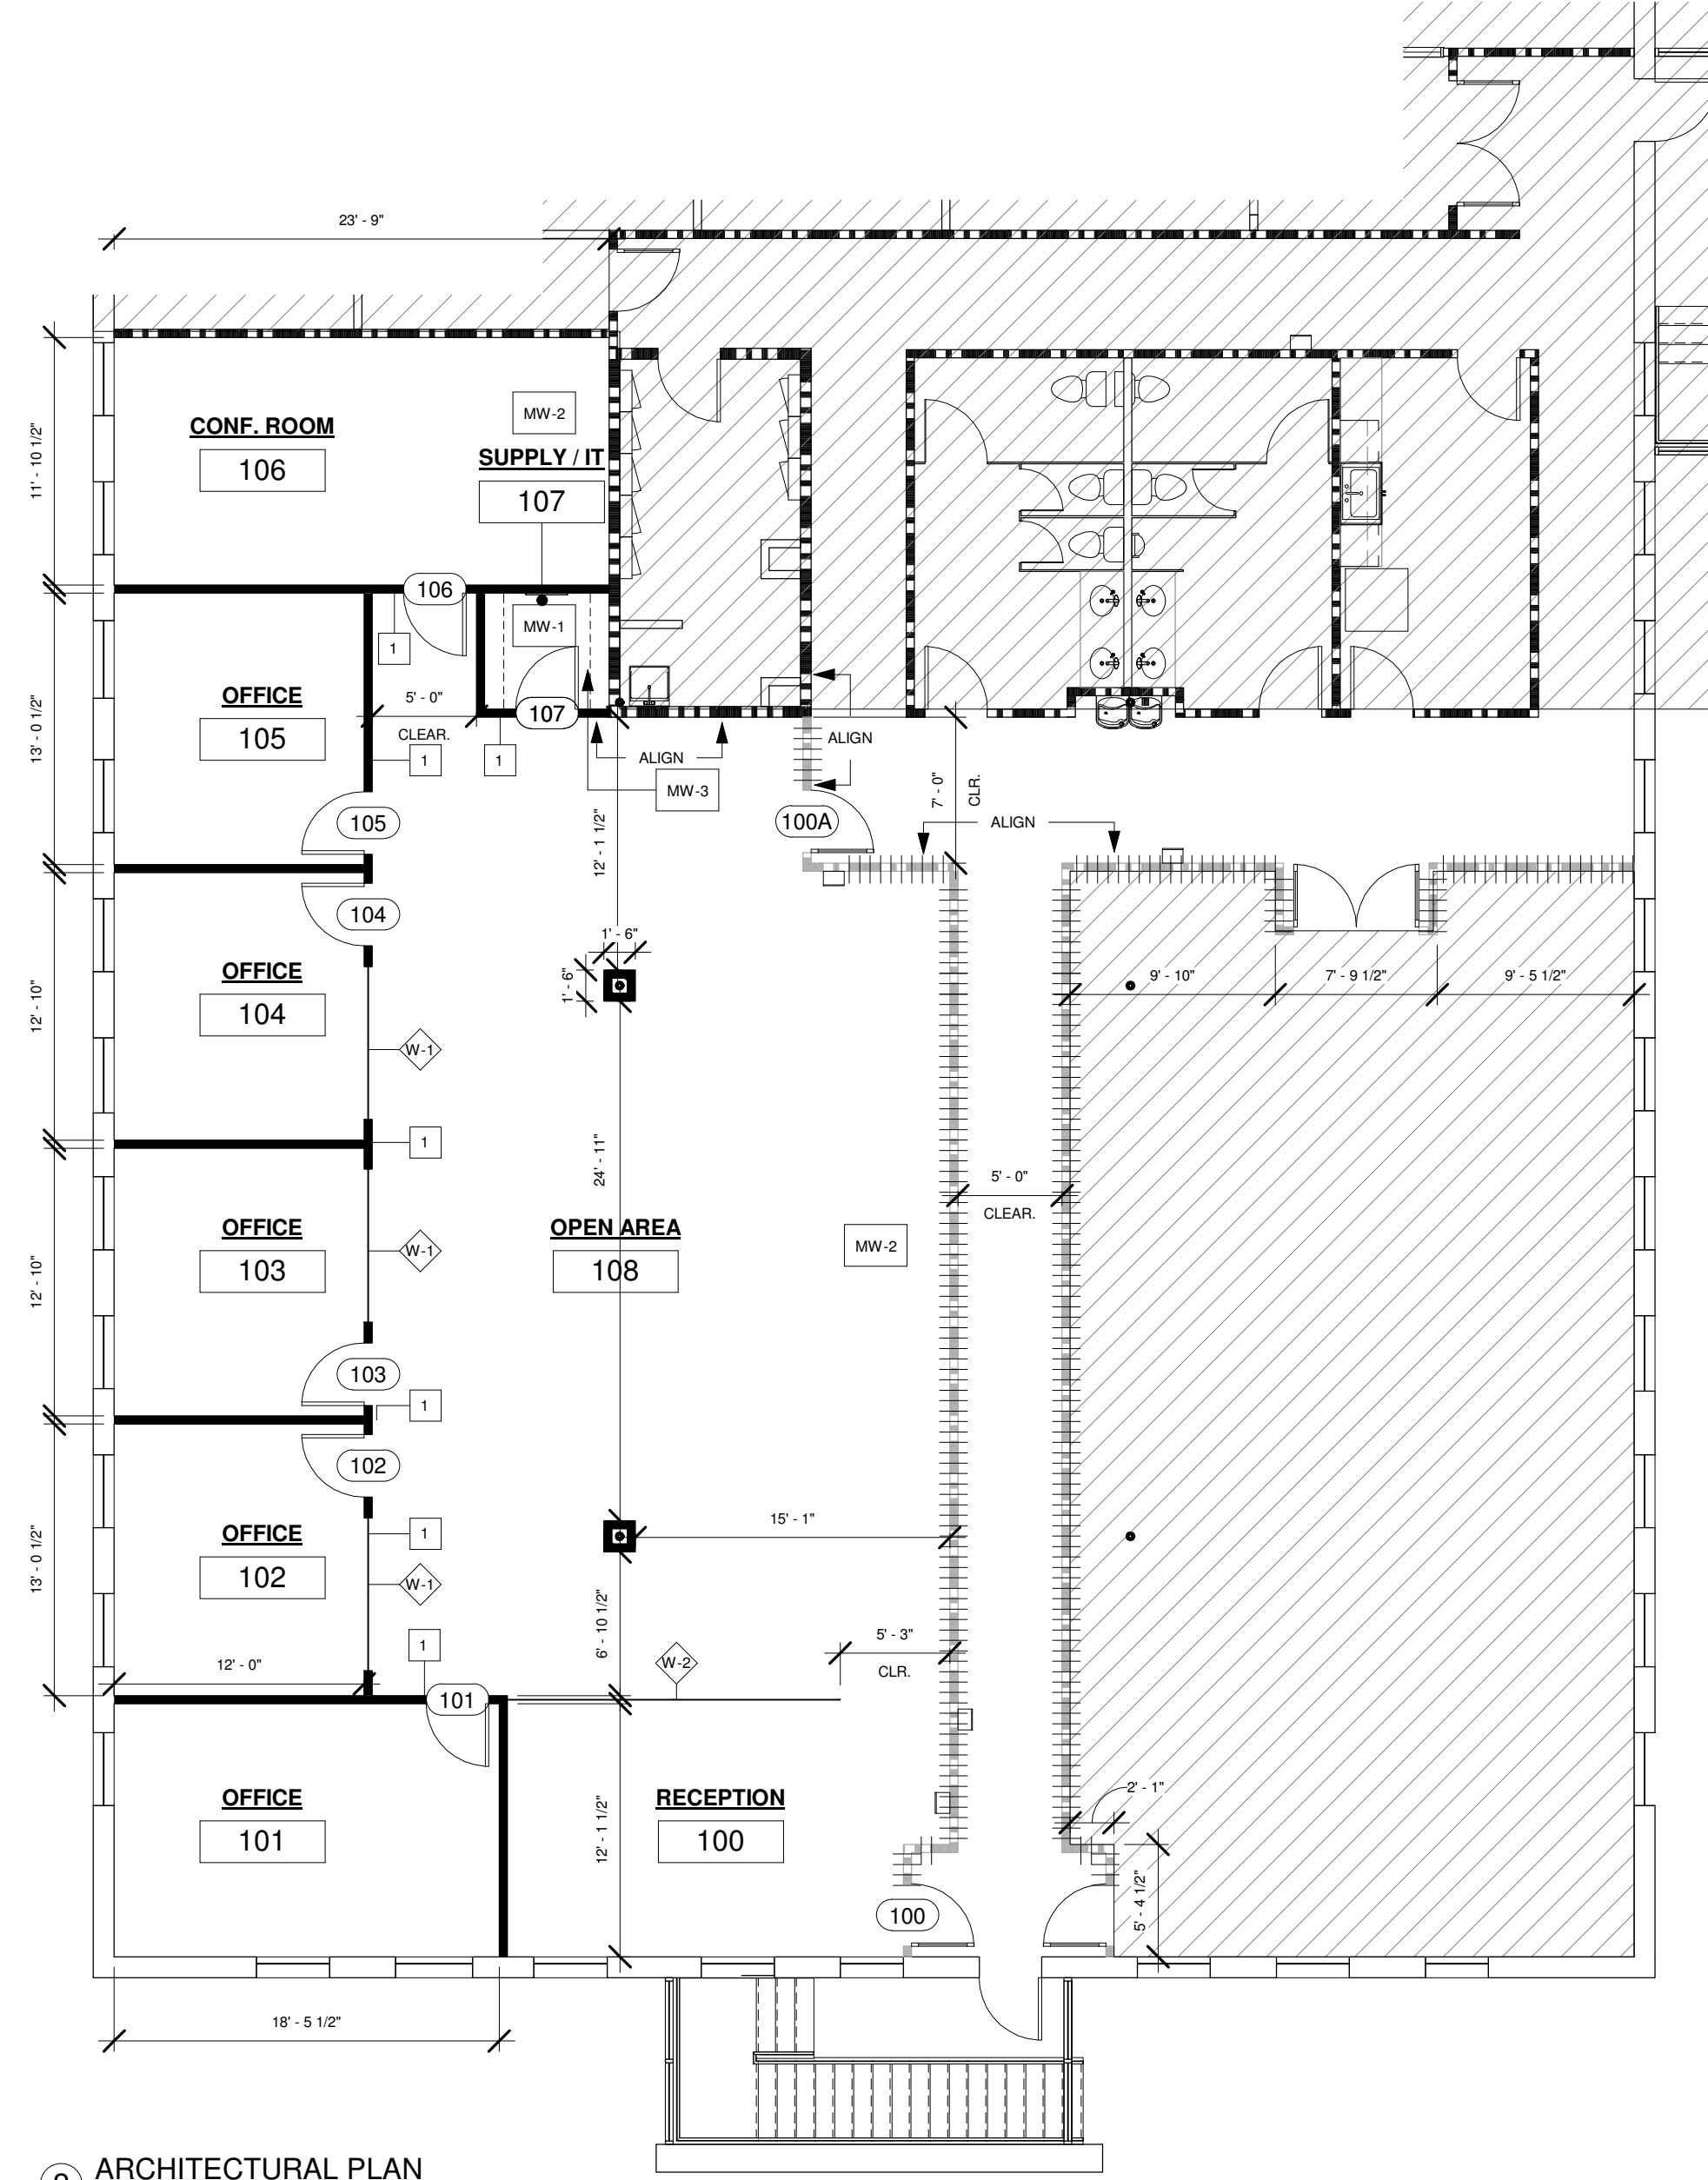 23' - 9"
CONF. ROOM
106
MW-2
SUPPLY / IT
107
11' - 10 1/2"
106
MW-1
1
OFFICE
105
5' - 0"
CLEAR.
107
1
1
ALIGN
MW-3
ALIGN
13' - 0 1/2"
7' - 0"
CLR.
105
12' - 1 1/2"
100A
ALIGN
104
OFFICE
104
1' - 6"
1' - 6"
9' - 10"
7' - 9 1/2"
9' - 5 1/2"
12' - 10"
W-1
1
24' - 11"
5' - 0"
CLEAR.
OFFICE
103
W-1
OPEN AREA
108
MW-2
12' - 10"
103
1
102
OFFICE
102
1
W-1
15' - 1"
13' - 0 1/2"
6' - 10 1/2"
5' - 3"
CLR.
1
W-2
12' - 0"
101
OFFICE
101
RECEPTION
100
12' - 1 1/2"
2' - 1"
5' - 4 1/2"
100
18' - 5 1/2"
ARCHITECTURAL PLAN